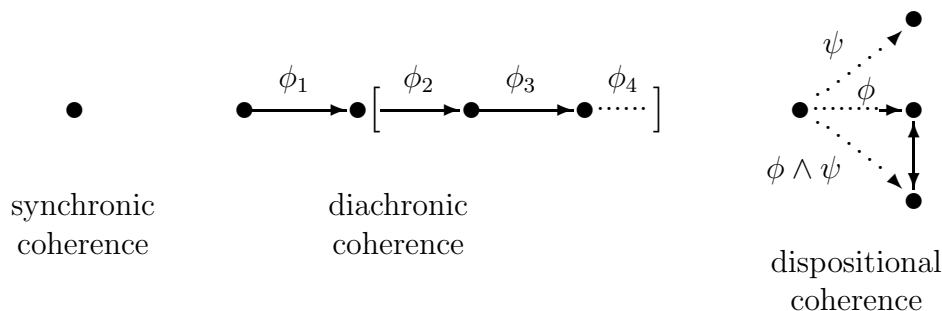 ϕ₁ [ ϕ₂ ϕ₃ ϕ₄ ]
ψ
ϕ
ϕ ∧ ψ
synchronic
coherence
diachronic
coherence
dispositional
coherence